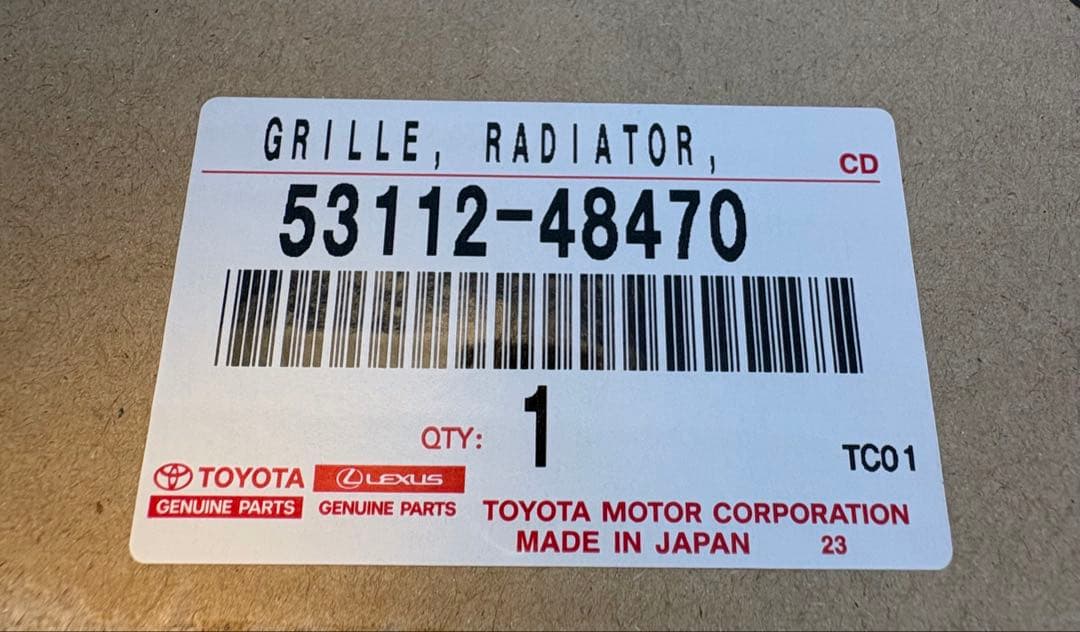 GRILLE, RADIATOR,
CD
53112-48470
QTY: 1
TC01
TOYOTA
GENUINE PARTS
LEXUS
GENUINE PARTS
TOYOTA MOTOR CORPORATION
MADE IN JAPAN 23